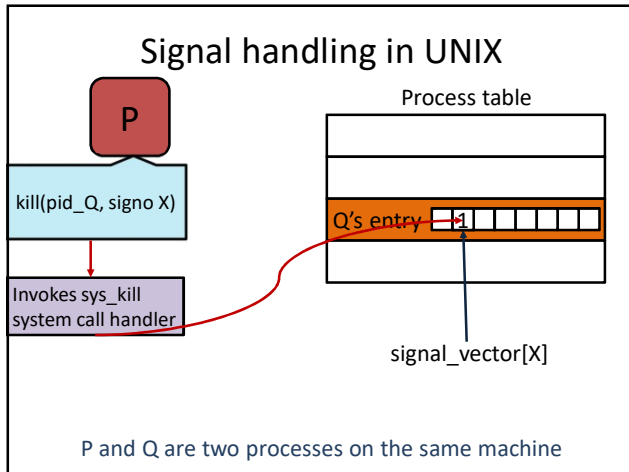 Signal handling in UNIX
P
Process table
kill(pid_Q, signo X)
Q's entry
1
Invokes sys_kill
system call handler
signal_vector[X]
P and Q are two processes on the same machine